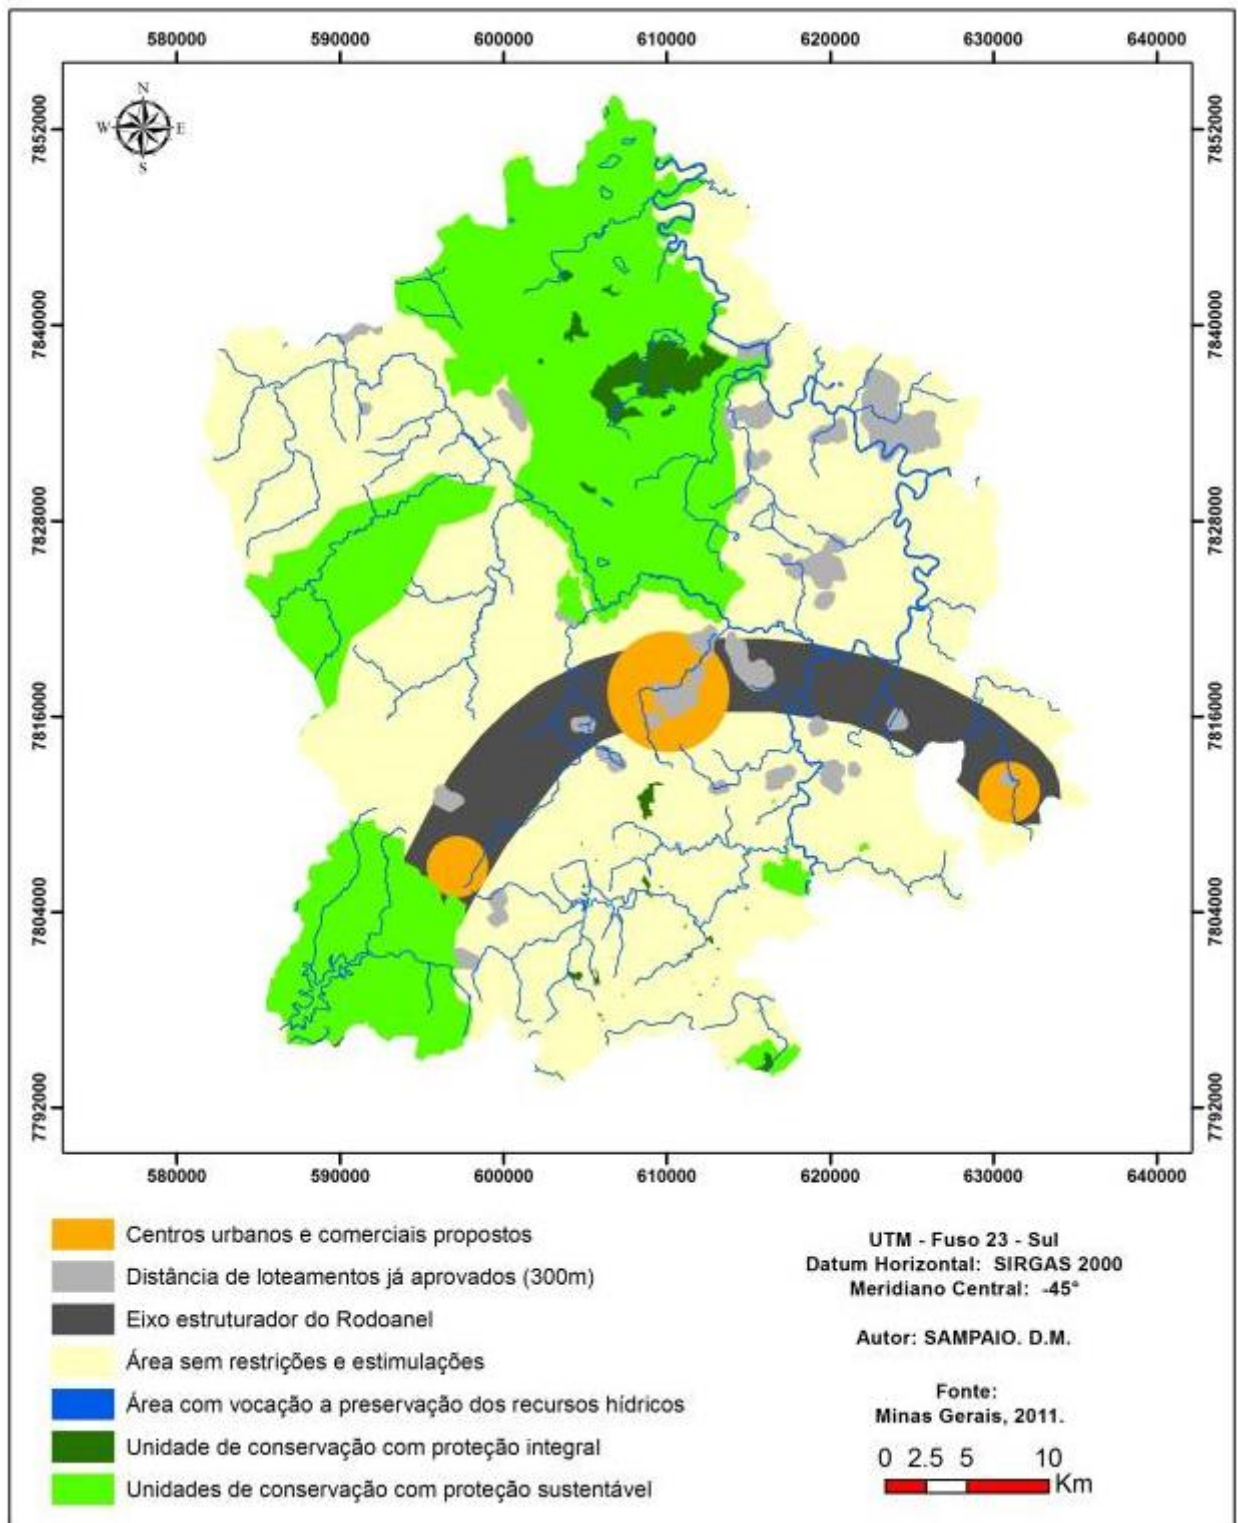 580000 590000 600000 610000 620000 630000 640000
N
W E
S
7852000 7852000
7840000 7840000
7828000 7828000
7816000 7816000
7804000 7804000
7792000 7792000
580000 590000 600000 610000 620000 630000 640000
Centros urbanos e comerciais propostos
Distância de loteamentos já aprovados (300m)
Eixo estruturador do Rodoanel
Área sem restrições e estimulações
Área com vocação a preservação dos recursos hídricos
Unidade de conservação com proteção integral
Unidades de conservação com proteção sustentável
UTM - Fuso 23 - Sul
Datum Horizontal: SIRGAS 2000
Meridiano Central: -45°
Autor: SAMPAIO. D.M.
Fonte:
Minas Gerais, 2011.
0 2.5 5 10
Km